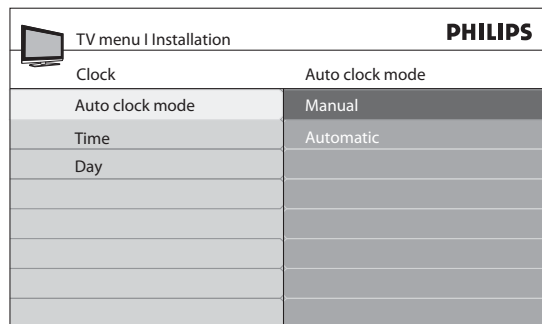 TV menu I Installation
PHILIPS
Clock
Auto clock mode
Auto clock mode
Manual
Time
Automatic
Day